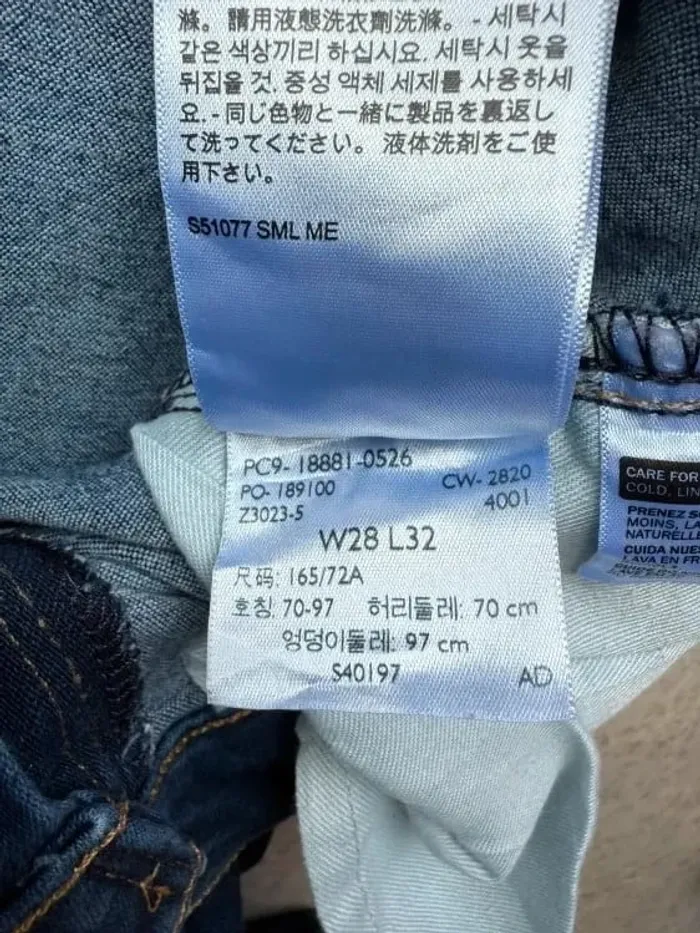 滌。請用液態洗衣劑洗滌。- 세탁시
같은 색상끼리 하십시요. 세탁시 옷을
뒤집을 것. 중성 액체 세제를 사용하세
요. - 同じ色物と一緒に製品を裏返し
て洗ってください。液体洗剤をご使
用下さい。
S51077 SML ME
PC9- 18881-0526
PO- 189100
CW- 2820
Z3023-5
4001
W28 L32
尺码: 165/72A
호칭. 70-97 허리둘레: 70 cm
엉덩이둘레: 97 cm
S40197
AD
CARE FOR
COLD, LIN
PRENEZ
MOINS, LA
NATURELLE
CUIDA NUE
LAVA EN FR